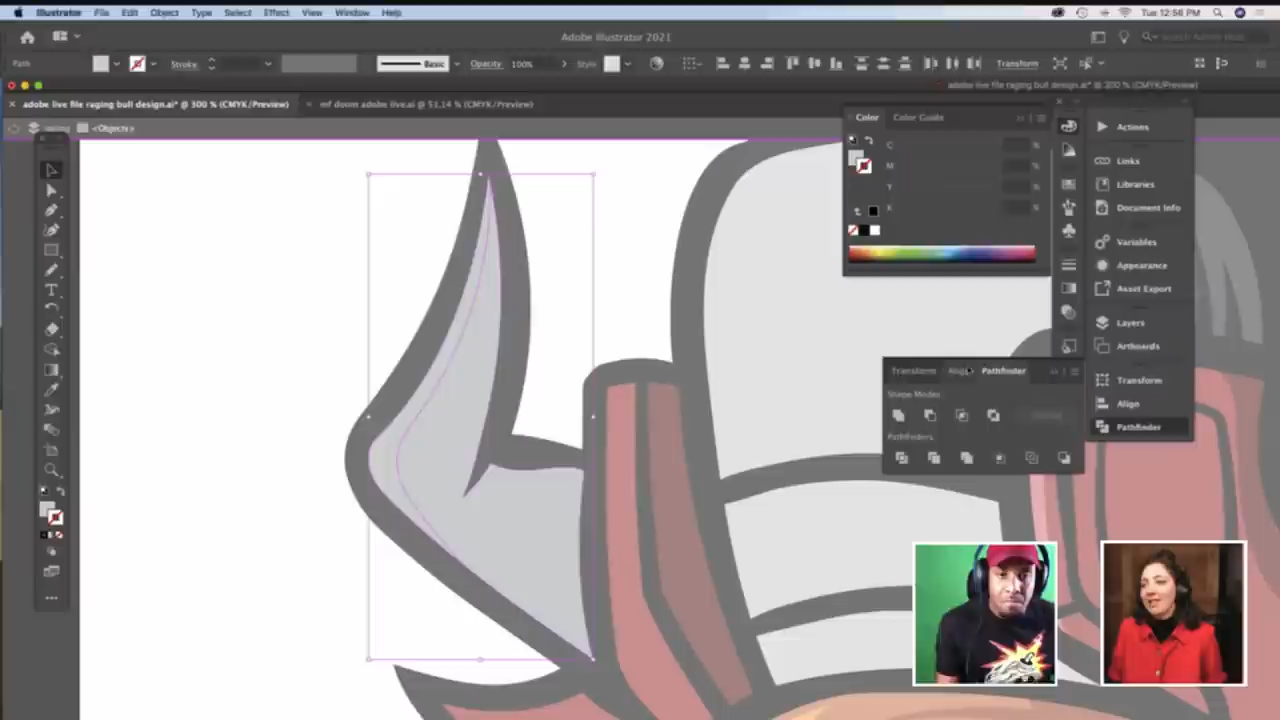 Illustrator File Edit Object Type Select Effect View Window Help Tue 12:56 PM
Adobe Illustrator 2021 Search Adobe Help
Path Stroke: Basic Opacity 100% Style Transform
adobe live file raging bull design.ai* @ 300 % (CMYK/Preview)
adobe live file raging bull design.ai* @ 300 % (CMYK/Preview) mf doom adobe live.ai @ 53.14 % (CMYK/Preview)
<Objects>
Color Color Guide
C %
M %
Y %
K %
Actions
Links
Libraries
Document Info
Variables
Appearance
Asset Export
Layers
Artboards
Transform
Align
Pathfinder
Transform Align Pathfinder
Shape Modes
Pathfinders